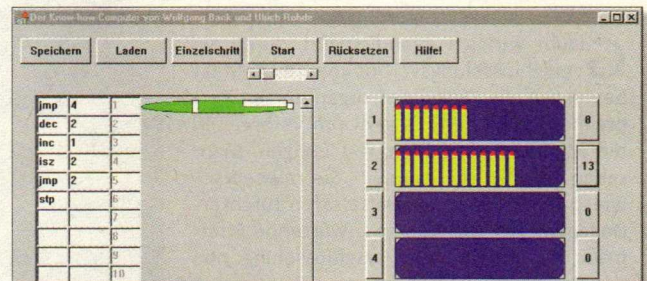 Der Know-how Computer von Wolfgang Back und Ulrich Rohde
Speichern Laden Einzelschritt Start Rücksetzen Hilfe!
jmp 4 1
dec 2 2
inc 1 3
isz 2 4
jmp 2 5
stp 6
7
8
9
10
1 8
2 13
3 0
4 0